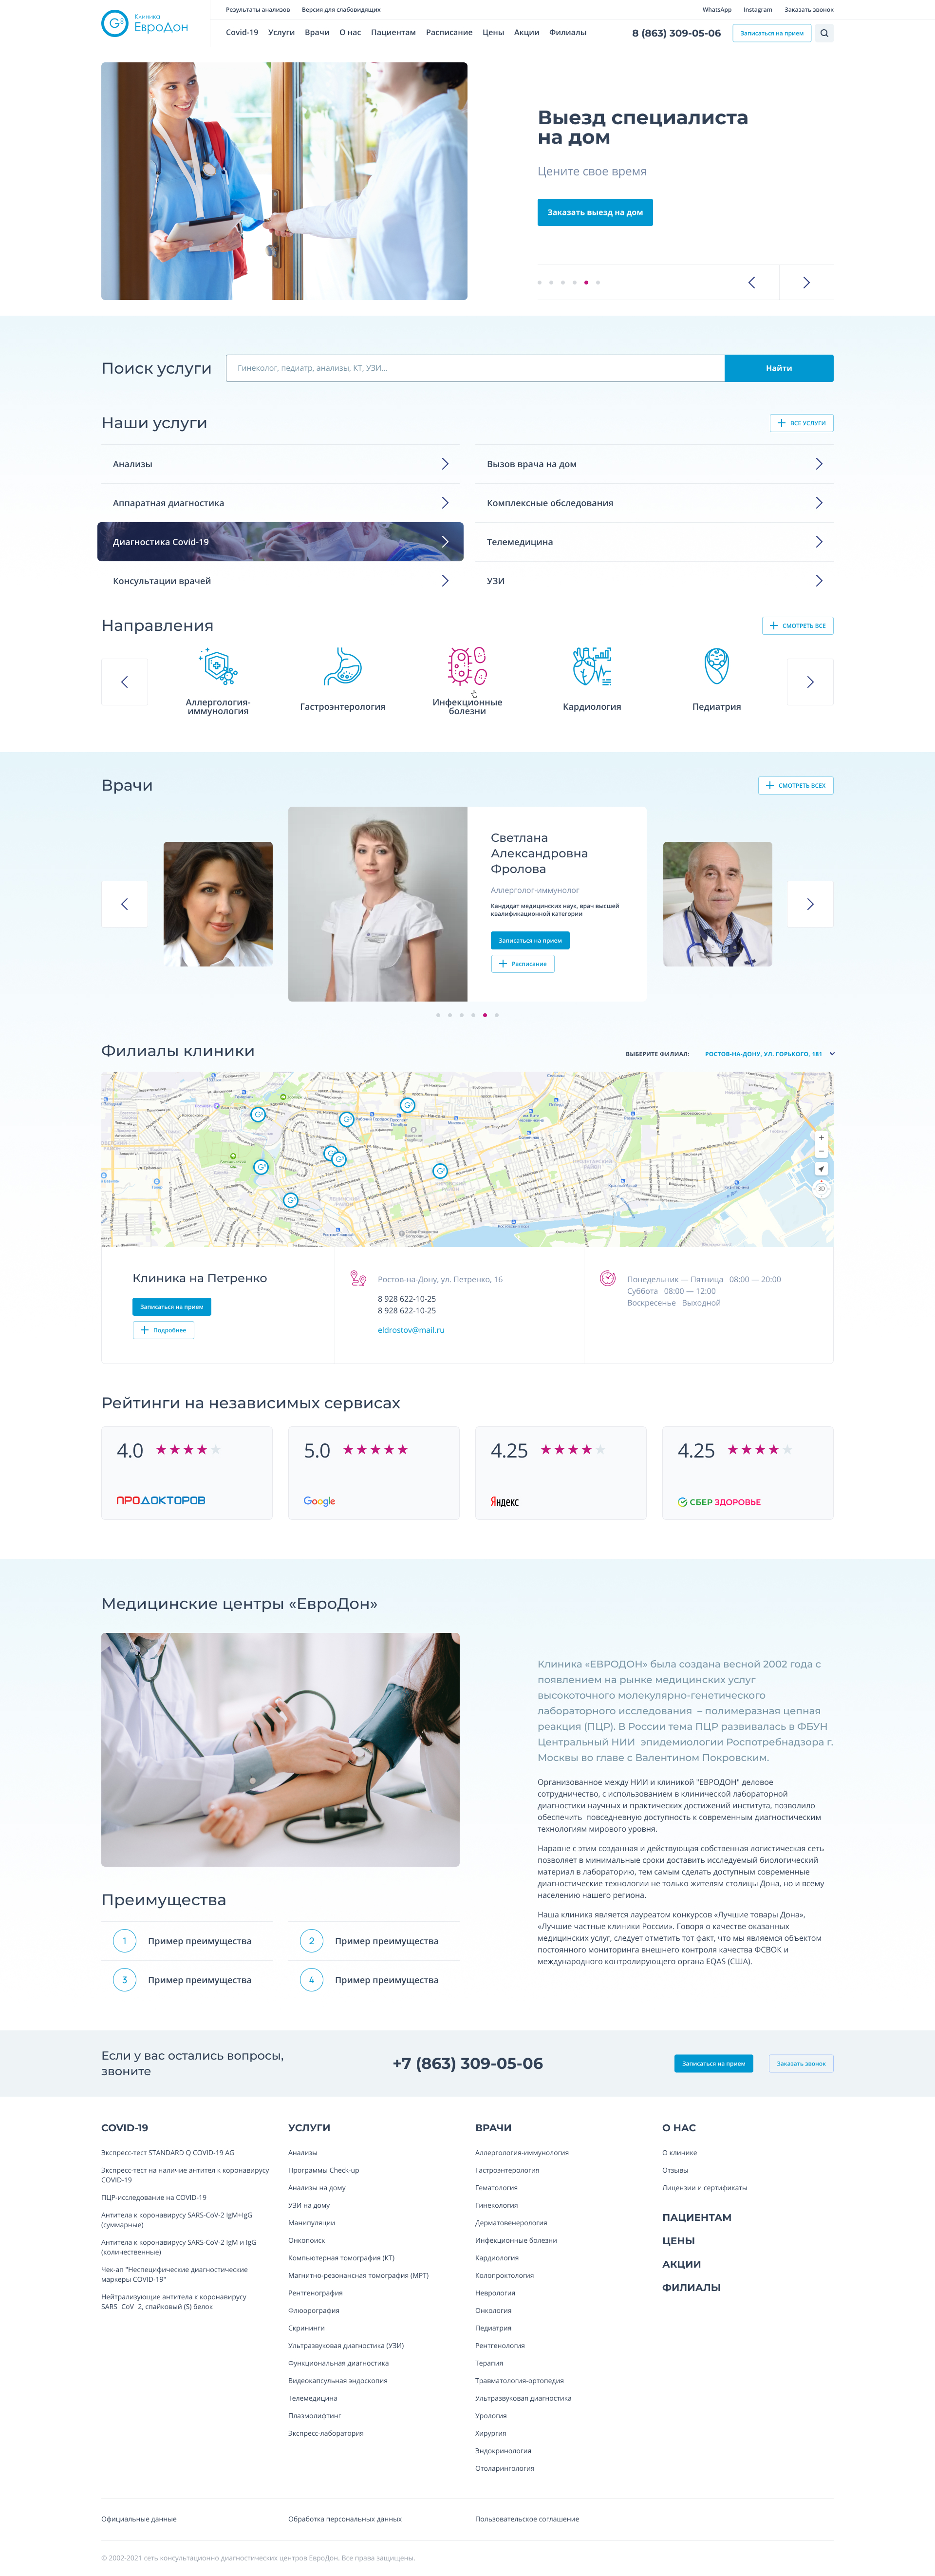 Результаты анализов
Версия для слабовидящих
WhatsApp
Instagram
Заказать звонок
Клиника
ЕвроДон
Covid-19
Услуги
Врачи
О нас
Пациентам
Расписание
Цены
Акции
Филиалы
8 (863) 309-05-06
Записаться на прием
Выезд специалиста
на дом
Цените свое время
Заказать выезд на дом
Поиск услуги
Гинеколог, педиатр, анализы, КТ, УЗИ...
Найти
Наши услуги
ВСЕ УСЛУГИ
Анализы
Вызов врача на дом
Аппаратная диагностика
Комплексные обследования
Диагностика Covid-19
Телемедицина
Консультации врачей
УЗИ
Направления
СМОТРЕТЬ ВСЕ
Аллергология-
иммунология
Гастроэнтерология
Инфекционные
болезни
Кардиология
Педиатрия
Врачи
СМОТРЕТЬ ВСЕХ
Светлана
Александровна
Фролова
Аллерголог-иммунолог
Кандидат медицинских наук, врач высшей
квалификационной категории
Записаться на прием
Расписание
Филиалы клиники
ВЫБЕРИТЕ ФИЛИАЛ:
РОСТОВ-НА-ДОНУ, УЛ. ГОРЬКОГО, 181
3D
Клиника на Петренко
Записаться на прием
Подробнее
Ростов-на-Дону, ул. Петренко, 16
8 928 622-10-25
8 928 622-10-25
eldrostov@mail.ru
Понедельник — Пятница 08:00 — 20:00
Суббота 08:00 — 12:00
Воскресенье Выходной
Рейтинги на независимых сервисах
4.0
5.0
4.25
4.25
ПРОДОКТОРОВ
Google
Яндекс
СБЕР ЗДОРОВЬЕ
Медицинские центры «ЕвроДон»
Клиника «ЕВРОДОН» была создана весной 2002 года с
появлением на рынке медицинских услуг
высокоточного молекулярно-генетического
лабораторного исследования – полимеразная цепная
реакция (ПЦР). В России тема ПЦР развивалась в ФБУН
Центральный НИИ эпидемиологии Роспотребнадзора г.
Москвы во главе с Валентином Покровским.
Организованное между НИИ и клиникой "ЕВРОДОН" деловое
сотрудничество, с использованием в клинической лабораторной
диагностики научных и практических достижений института, позволило
обеспечить повседневную доступность к современным диагностическим
технологиям мирового уровня.
Наравне с этим созданная и действующая собственная логистическая сеть
позволяет в минимальные сроки доставить исследуемый биологический
материал в лабораторию, тем самым сделать доступным современные
диагностические технологии не только жителям столицы Дона, но и всему
населению нашего региона.
Наша клиника является лауреатом конкурсов «Лучшие товары Дона»,
«Лучшие частные клиники России». Говоря о качестве оказанных
медицинских услуг, следует отметить тот факт, что мы являемся объектом
постоянного мониторинга внешнего контроля качества ФСВОК и
международного контролирующего органа EQAS (США).
Преимущества
1 Пример преимущества
2 Пример преимущества
3 Пример преимущества
4 Пример преимущества
Если у вас остались вопросы,
звоните
+7 (863) 309-05-06
Записаться на прием
Заказать звонок
COVID-19
Экспресс-тест STANDARD Q COVID-19 AG
Экспресс-тест на наличие антител к коронавирусу
COVID-19
ПЦР-исследование на COVID-19
Антитела к коронавирусу SARS-CoV-2 IgM+IgG
(суммарные)
Антитела к коронавирусу SARS-CoV-2 IgM и IgG
(количественные)
Чек-ап "Неспецифические диагностические
маркеры COVID-19"
Нейтрализующие антитела к коронавирусу
SARS CoV 2, спайковый (S) белок
УСЛУГИ
Анализы
Программы Check-up
Анализы на дому
УЗИ на дому
Манипуляции
Онкопоиск
Компьютерная томография (КТ)
Магнитно-резонансная томография (МРТ)
Рентгенография
Флюорография
Скрининги
Ультразвуковая диагностика (УЗИ)
Функциональная диагностика
Видеокапсульная эндоскопия
Телемедицина
Плазмолифтинг
Экспресс-лаборатория
ВРАЧИ
Аллергология-иммунология
Гастроэнтерология
Гематология
Гинекология
Дерматовенерология
Инфекционные болезни
Кардиология
Колопроктология
Неврология
Онкология
Педиатрия
Рентгенология
Терапия
Травматология-ортопедия
Ультразвуковая диагностика
Урология
Хирургия
Эндокринология
Отоларингология
О НАС
О клинике
Отзывы
Лицензии и сертификаты
ПАЦИЕНТАМ
ЦЕНЫ
АКЦИИ
ФИЛИАЛЫ
Официальные данные
Обработка персональных данных
Пользовательское соглашение
© 2002-2021 сеть консультационно диагностических центров ЕвроДон. Все права защищены.